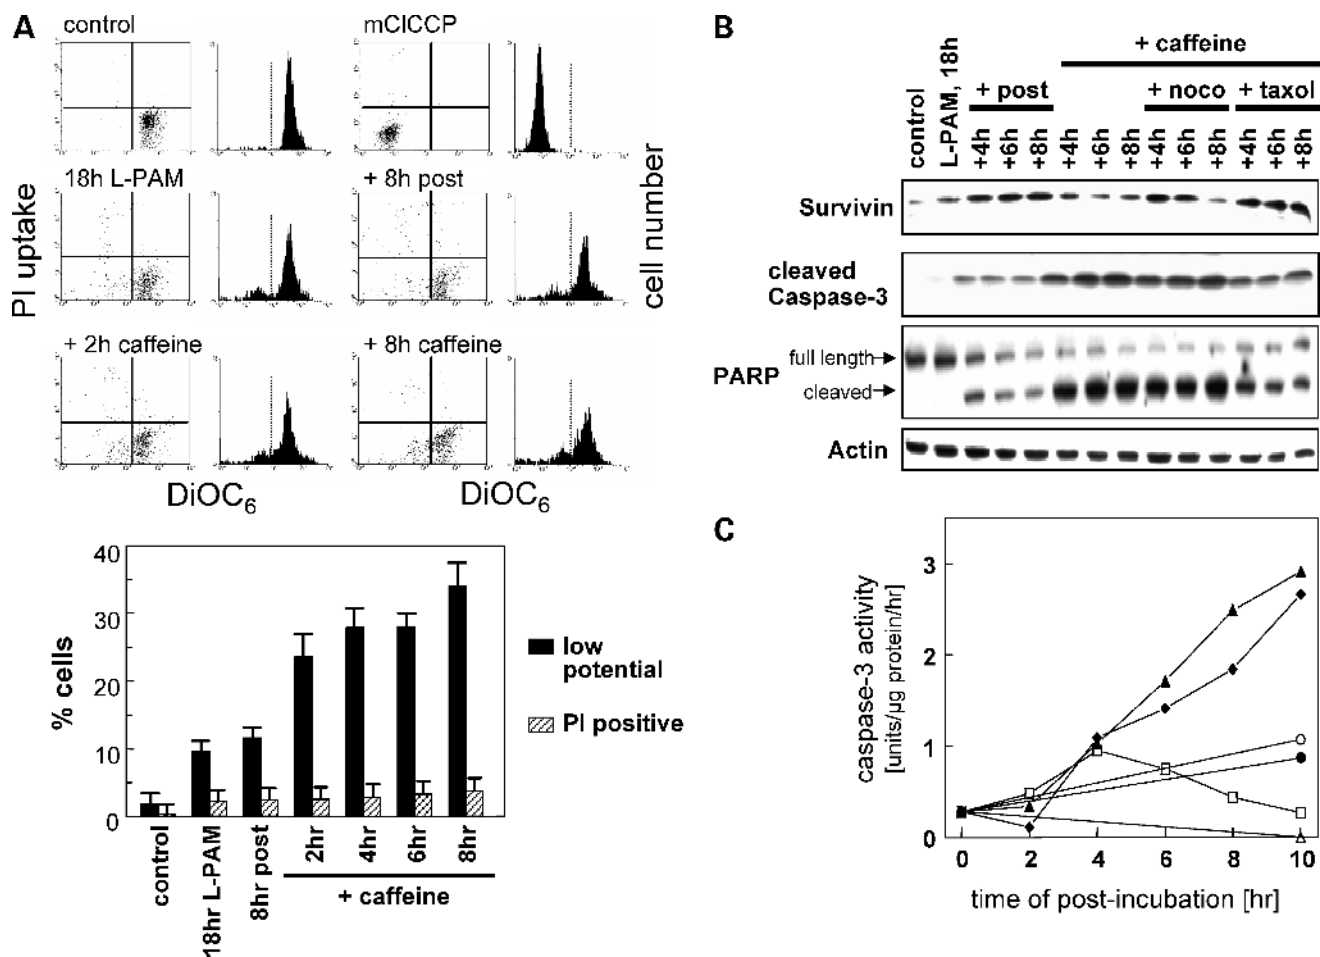 A
control
mCICCP
18h L-PAM
+ 8h post
+ 2h caffeine
+ 8h caffeine
PI uptake
cell number
DiOC6
DiOC6
% cells
40
30
20
10
0
control
18hr L-PAM
8hr post
2hr
4hr
6hr
8hr
+ caffeine
low potential
PI positive
B
+ caffeine
+ post
+ noco
+ taxol
control
L-PAM, 18h
+4h
+6h
+8h
+4h
+6h
+8h
+4h
+6h
+8h
+4h
+6h
+8h
Survivin
cleaved
Caspase-3
PARP
full length
cleaved
Actin
C
caspase-3 activity
[units/µg protein/hr]
3
2
1
0
0 2 4 6 8 10
time of post-incubation [hr]